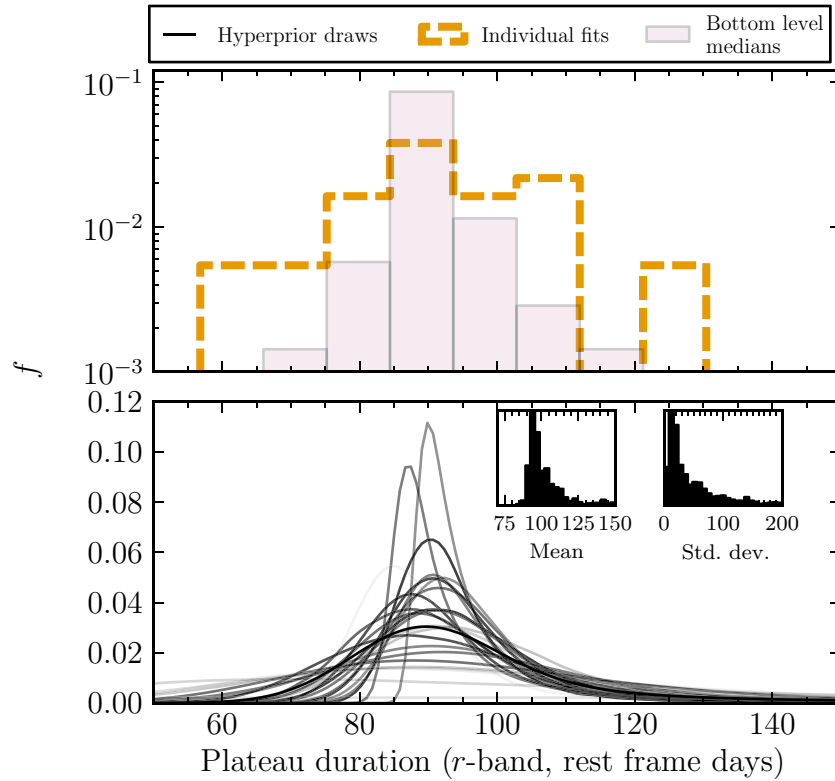 Hyperprior draws
Individual fits
Bottom level
medians
10⁻¹
10⁻²
10⁻³
f
0.12
0.10
0.08
0.06
0.04
0.02
0.00
75 100 125 150
Mean
0 100 200
Std. dev.
60 80 100 120 140
Plateau duration (r-band, rest frame days)